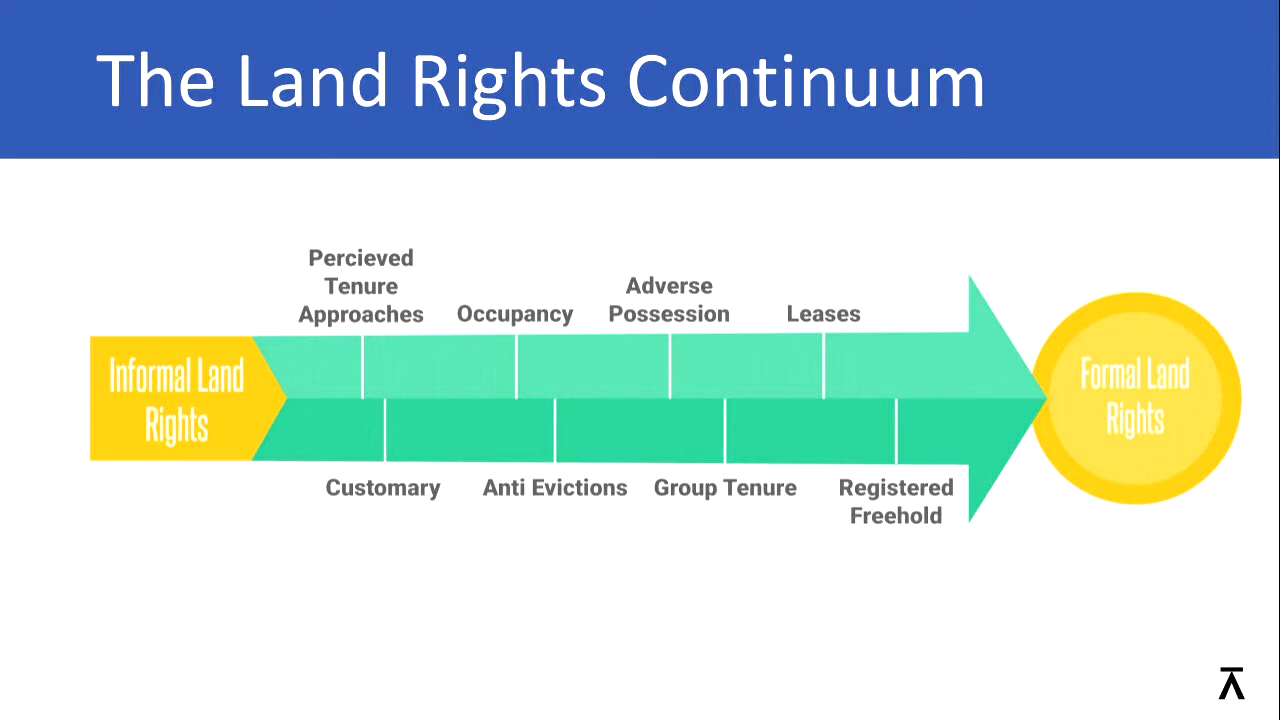 The Land Rights Continuum
Percieved
Tenure
Approaches
Occupancy
Adverse
Possession
Leases
Informal Land
Rights
Formal Land
Rights
Customary
Anti Evictions
Group Tenure
Registered
Freehold